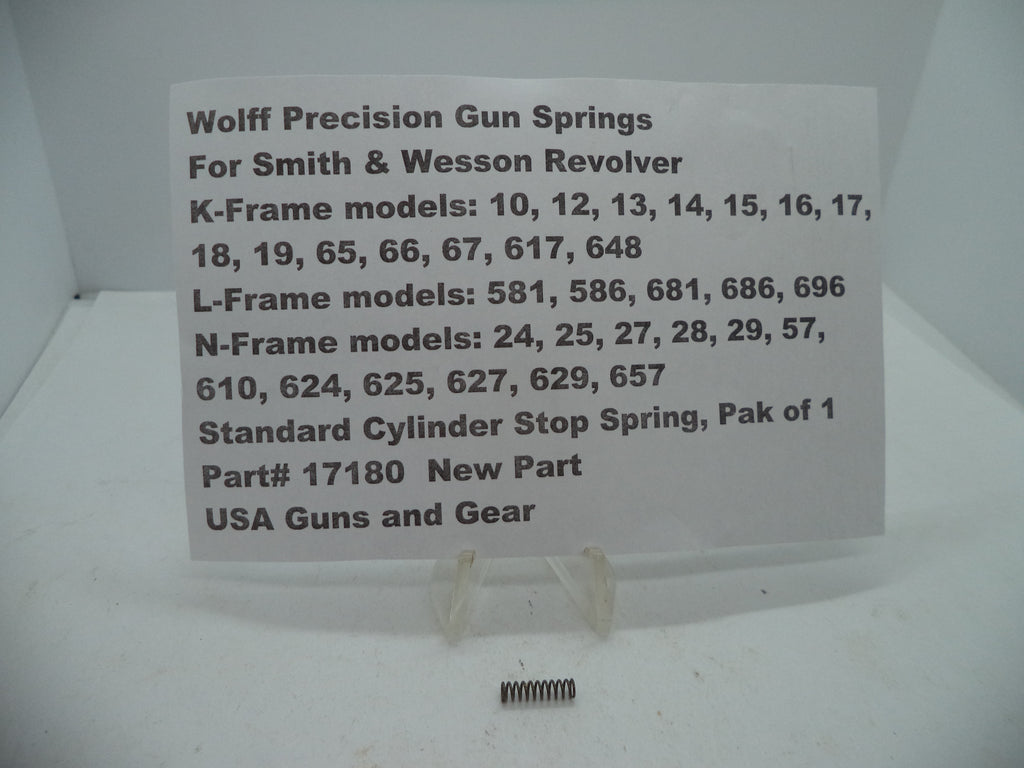 Wolff Precision Gun Springs
For Smith & Wesson Revolver
K-Frame models: 10, 12, 13, 14, 15, 16, 17,
18, 19, 65, 66, 67, 617, 648
L-Frame models: 581, 586, 681, 686, 696
N-Frame models: 24, 25, 27, 28, 29, 57,
610, 624, 625, 627, 629, 657
Standard Cylinder Stop Spring, Pak of 1
Part# 17180 New Part
USA Guns and Gear